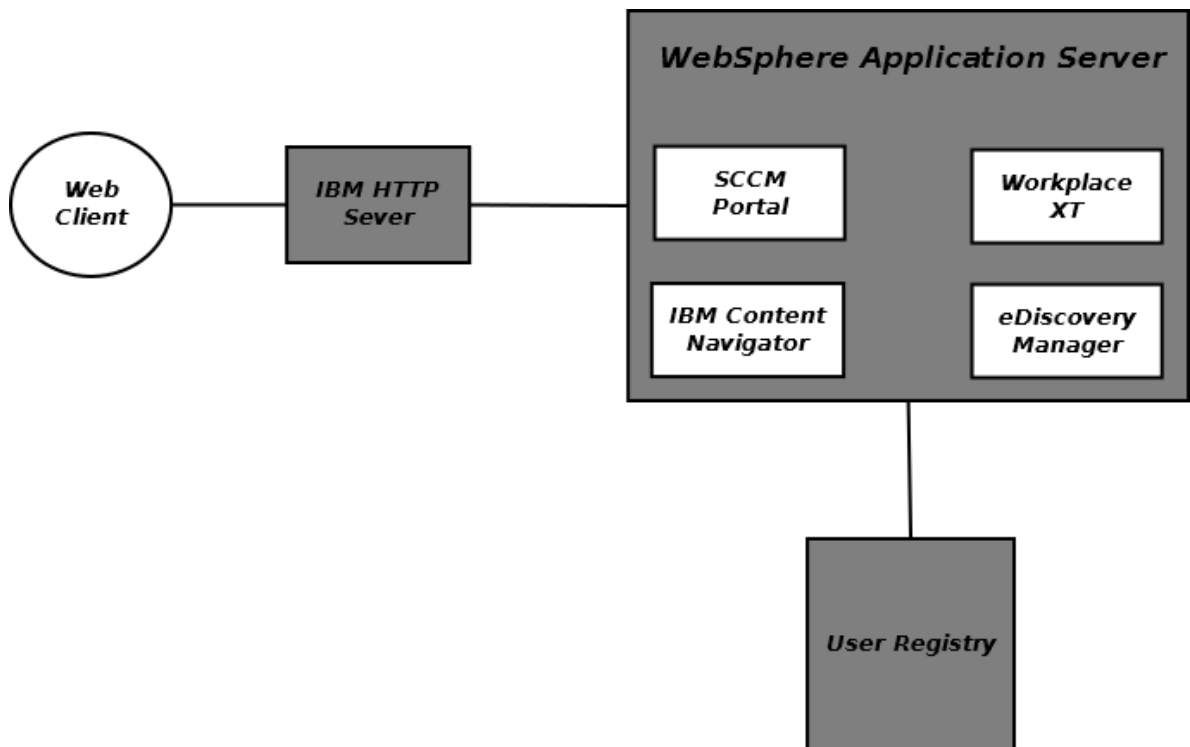 WebSphere Application Server
Web
Client
IBM HTTP
Sever
SCCM
Portal
Workplace
XT
IBM Content
Navigator
eDiscovery
Manager
User Registry